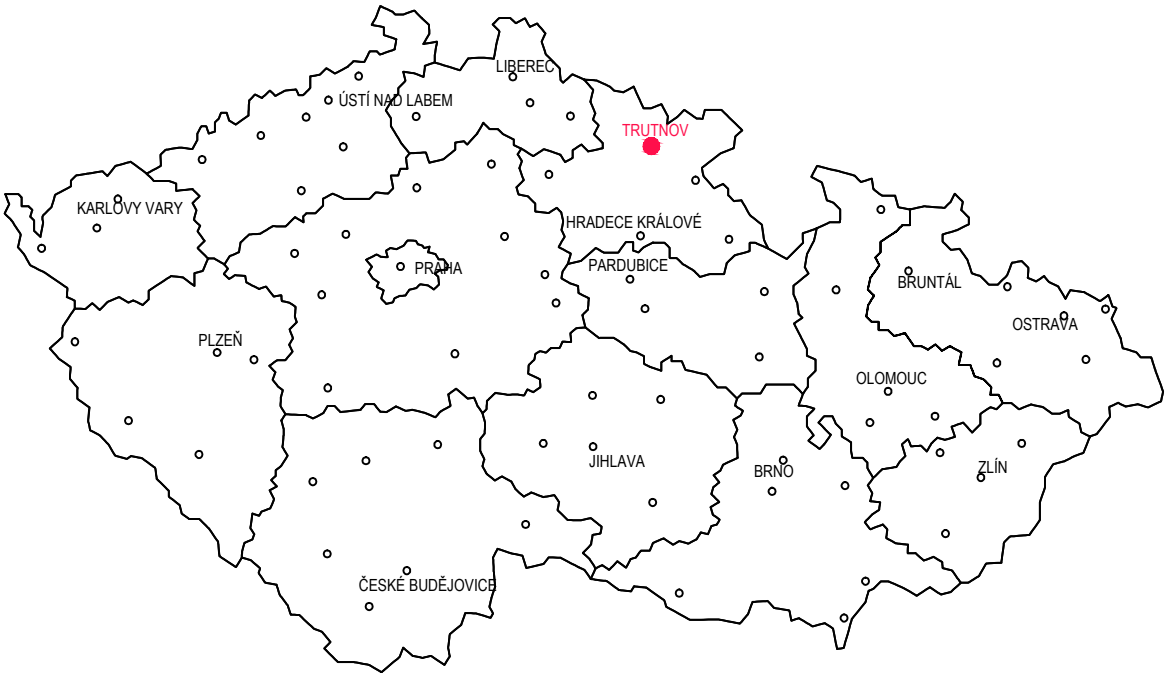 LIBEREC
ÚSTÍ NAD LABEM
TRUTNOV
KARLOVY VARY
HRADECE KRÁLOVÉ
PRAHA
PARDUBICE
BRUNTÁL
OSTRAVA
PLZEŇ
OLOMOUC
JIHLAVA
BRNO
ZLÍN
ČESKÉ BUDĚJOVICE